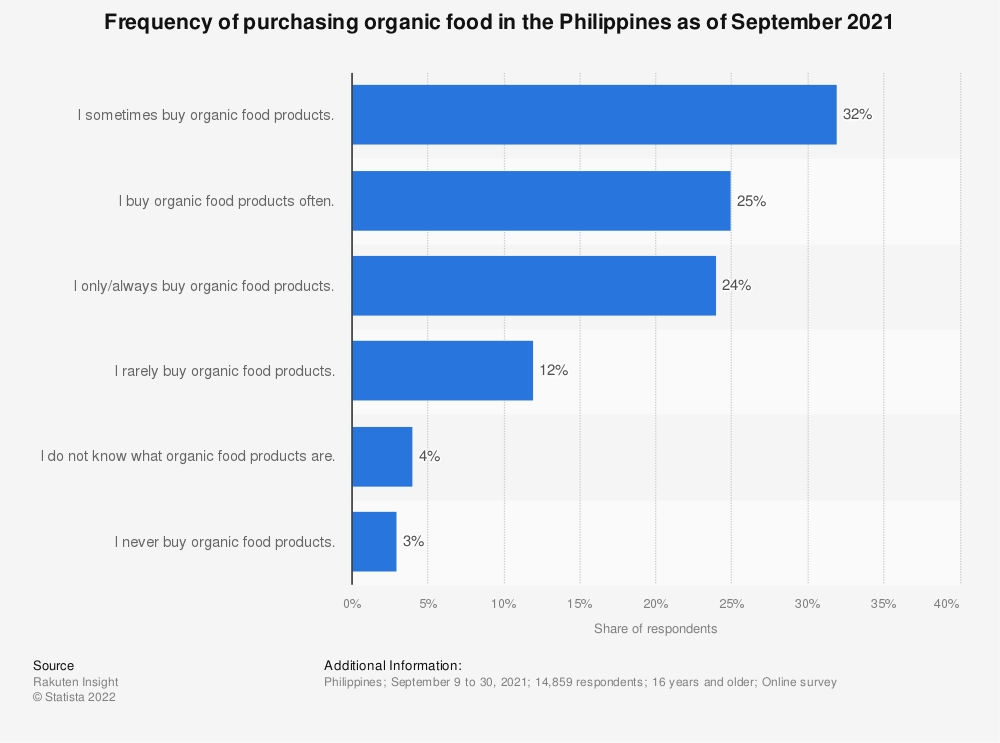 Frequency of purchasing organic food in the Philippines as of September 2021
I sometimes buy organic food products.
32%
I buy organic food products often.
25%
I only/always buy organic food products.
24%
I rarely buy organic food products.
12%
I do not know what organic food products are.
4%
I never buy organic food products.
3%
0% 5% 10% 15% 20% 25% 30% 35% 40%
Share of respondents
Source
Rakuten Insight
© Statista 2022
Additional Information:
Philippines; September 9 to 30, 2021; 14,859 respondents; 16 years and older; Online survey